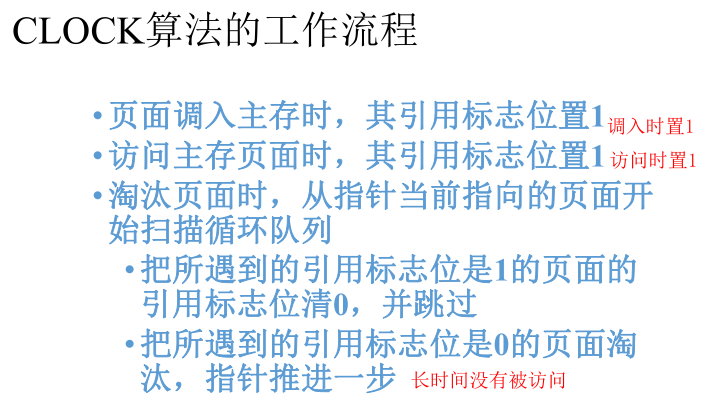 CLOCK算法的工作流程
•页面调入主存时，其引用标志位置1 调入时置1
•访问主存页面时，其引用标志位置1 访问时置1
•淘汰页面时，从指针当前指向的页面开
始扫描循环队列
•把所遇到的引用标志位是1的页面的
引用标志位清0，并跳过
•把所遇到的引用标志位是0的页面淘
汰，指针推进一步 长时间没有被访问